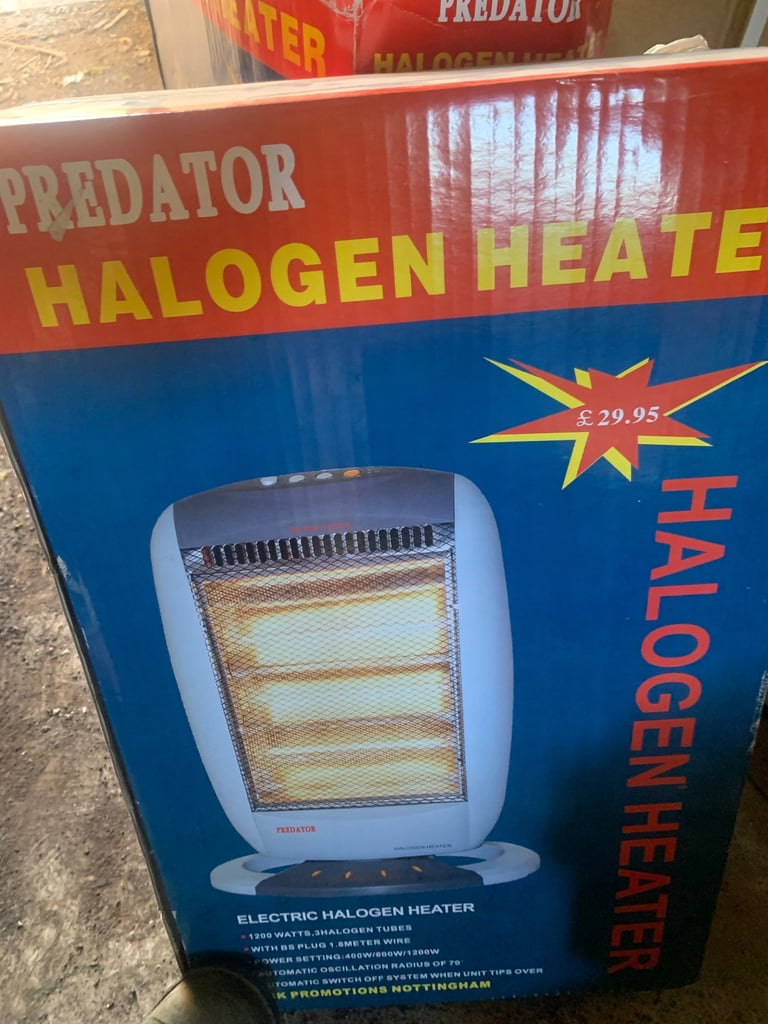 PREDATOR
HALOGEN HEAT
PREDATOR
HALOGEN HEATE
£29.95
HALOGEN HEATER
PREDATOR
HALOGEN HEATER
ELECTRIC HALOGEN HEATER
• 1200 WATTS,3HALOGEN TUBES
• WITH BS PLUG 1.8METER WIRE
POWER SETTING:400W/800W/1200W
AUTOMATIC OSCILLATION RADIUS OF 70°
AUTOMATIC SWITCH OFF SYSTEM WHEN UNIT TIPS OVER
PROMOTIONS NOTTINGHAM